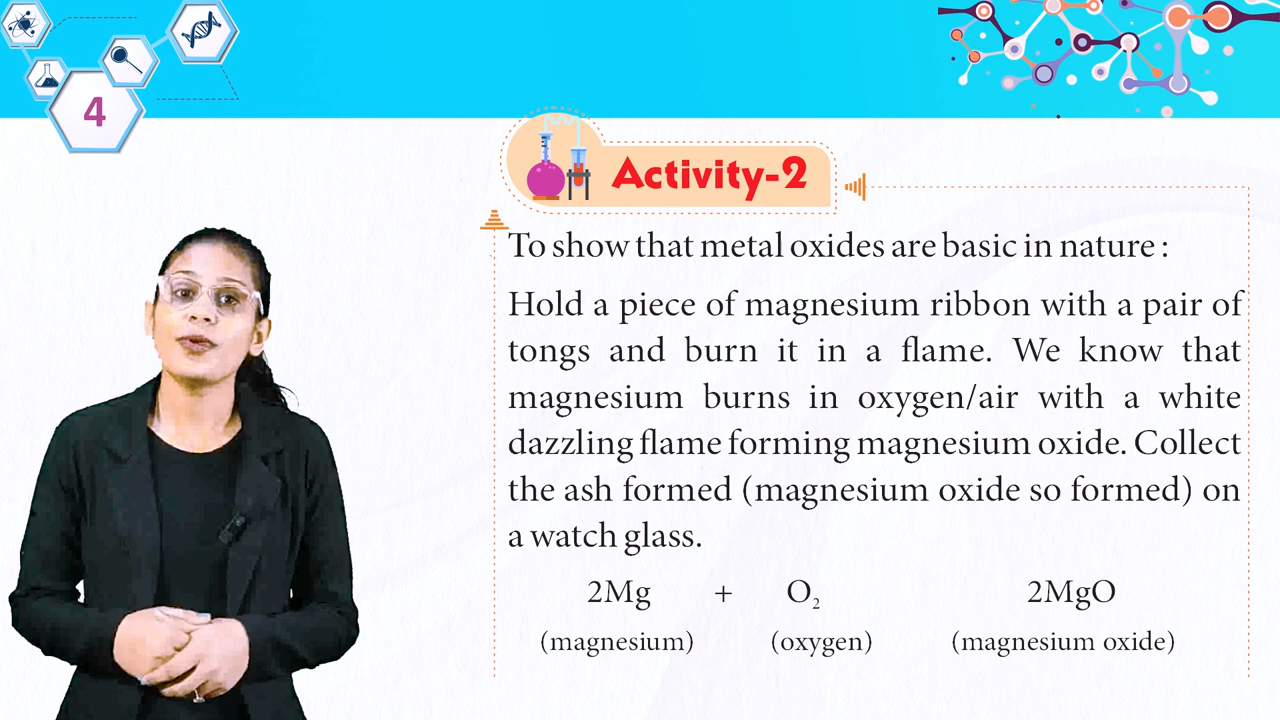 4
Activity-2
To show that metal oxides are basic in nature :
Hold a piece of magnesium ribbon with a pair of
tongs and burn it in a flame. We know that
magnesium burns in oxygen/air with a white
dazzling flame forming magnesium oxide. Collect
the ash formed (magnesium oxide so formed) on
a watch glass.
2Mg + O₂ 2MgO
(magnesium) (oxygen) (magnesium oxide)